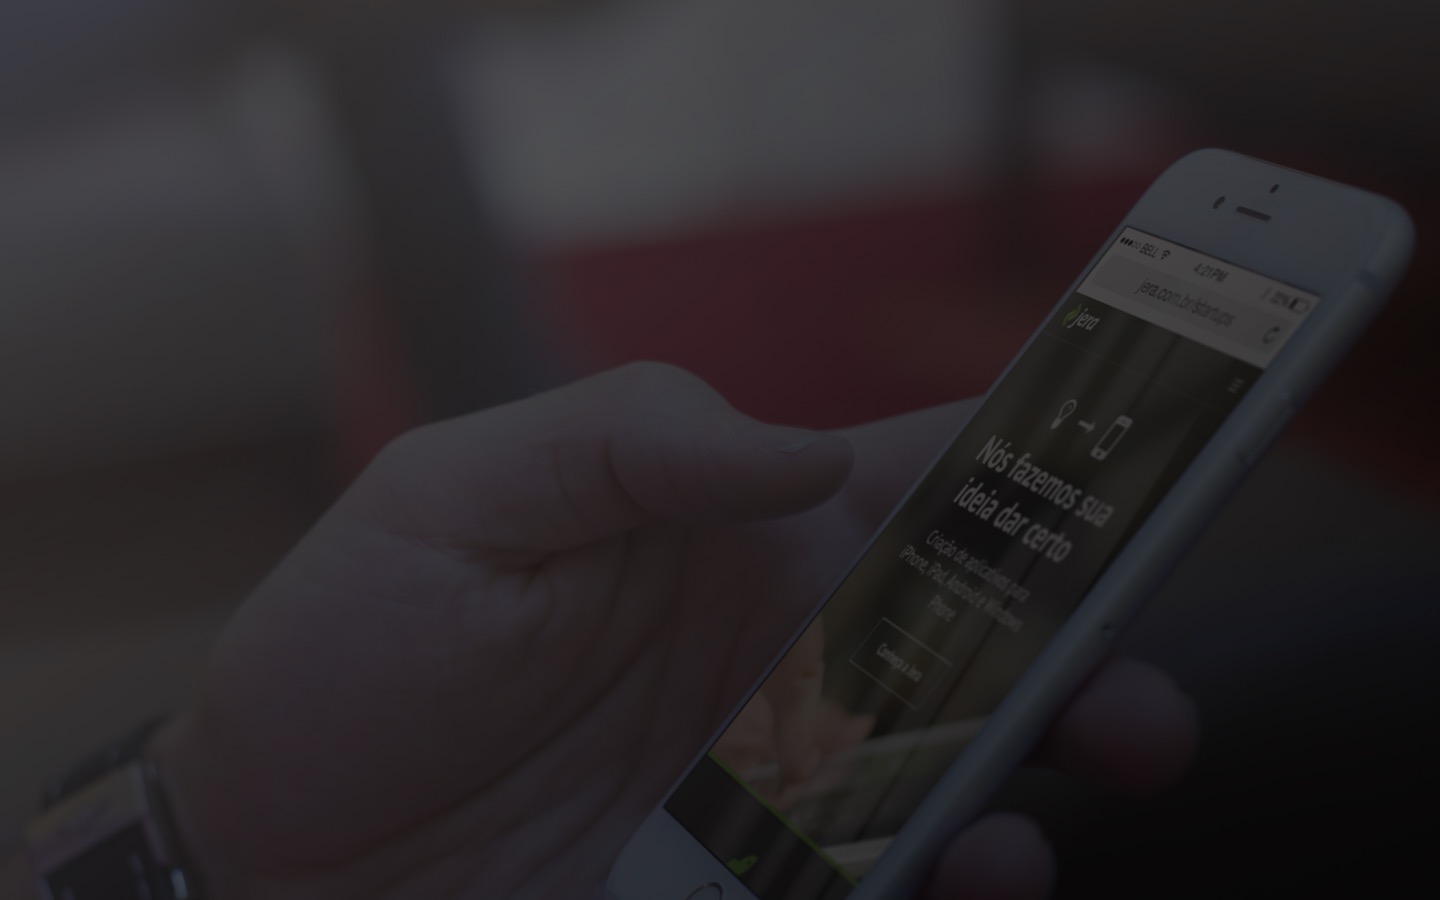 BELL
4:21 PM
jera.com.br/startups
jera
Nós fazemos sua
ideia dar certo
Criação de aplicativos para
iPhone, iPad, Android e Windows
Phone
Conheça a Jera